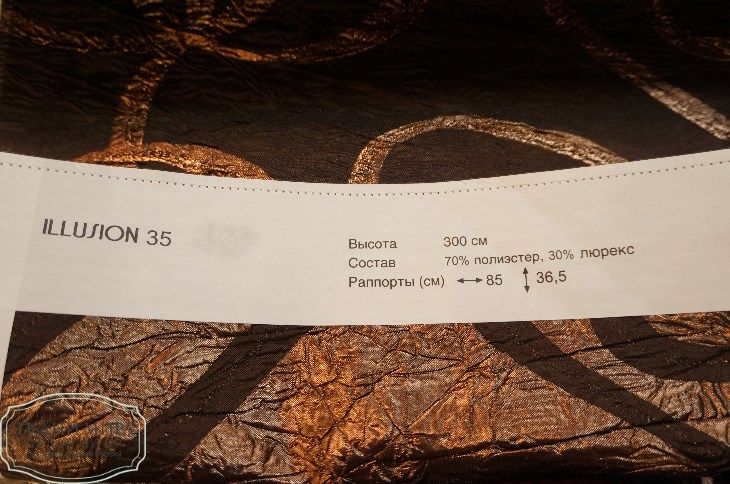 ILLUSION 35
Высота 300 см
Состав 70% полиэстер, 30% люрекс
Раппорты (см) ↔ 85 ↕ 36,5